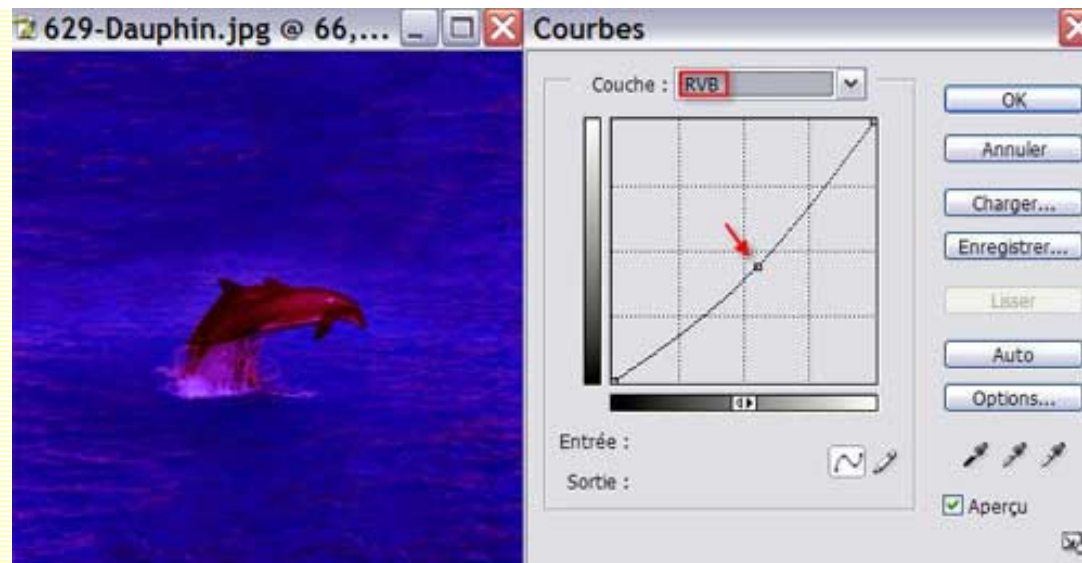 629-Dauphin.jpg @ 66,...
Courbes
Couche : RVB
OK
Annuler
Charger...
Enregistrer...
Lisser
Auto
Options...
Entrée :
Sortie :
Aperçu